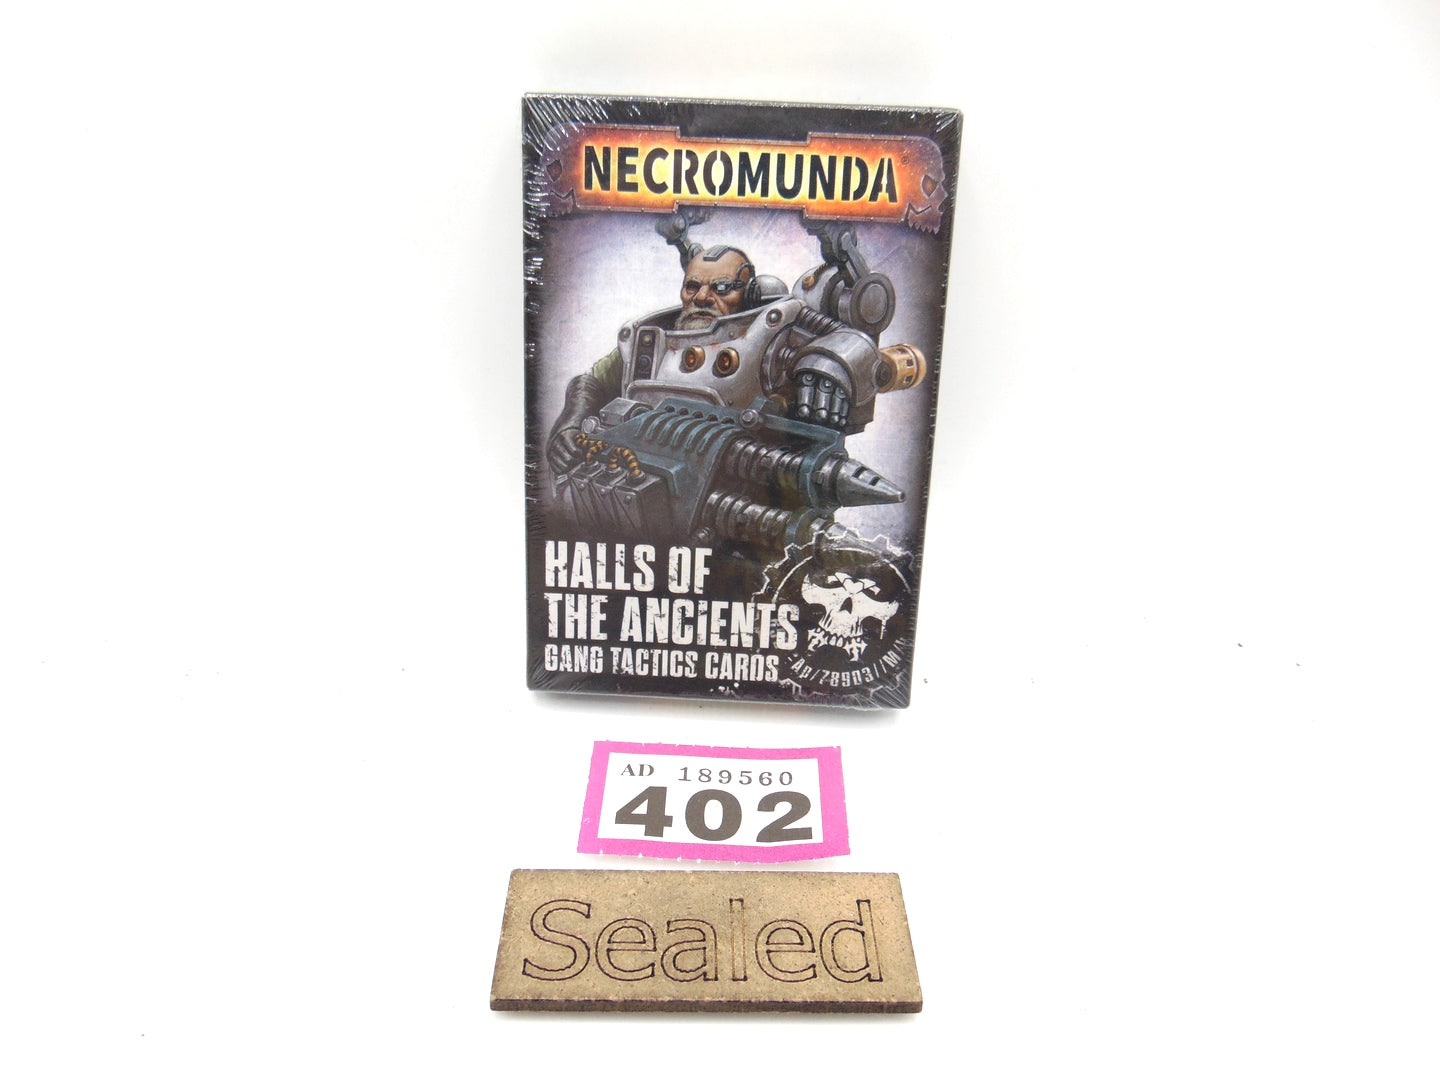 NECROMUNDA®
HALLS OF
THE ANCIENTS
GANG TACTICS CARDS
AD 189560
402
Sealed